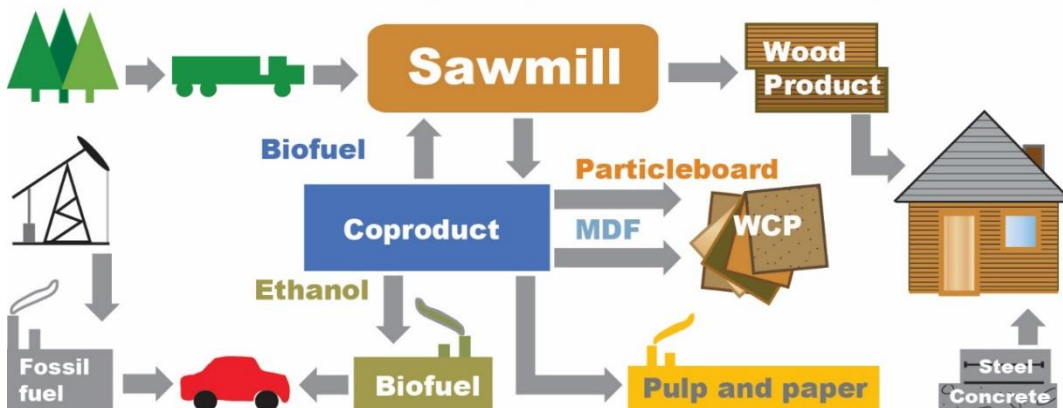 Sawmill
Wood
Product
Biofuel
Particleboard
Coproduct
MDF
WCP
Ethanol
Fossil
fuel
Biofuel
Pulp and paper
Steel
Concrete